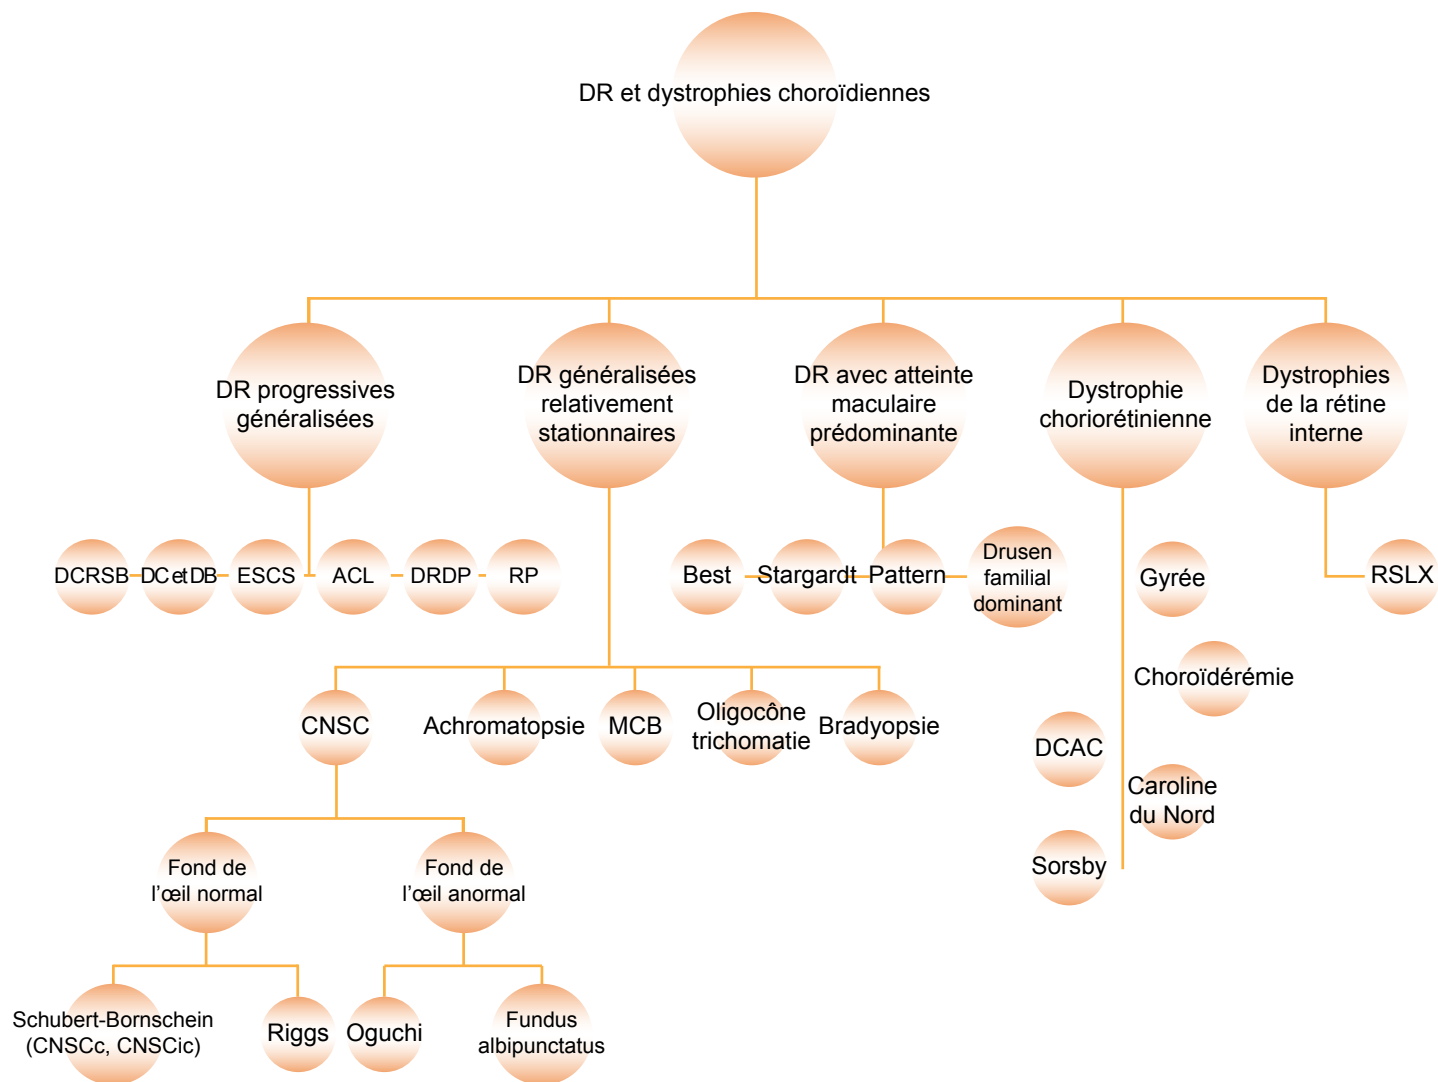 DR et dystrophies choroïdiennes
DR progressives
généralisées
DR généralisées
relativement
stationnaires
DR avec atteinte
maculaire
prédominante
Dystrophie
choriorétinienne
Dystrophies
de la rétine
interne
DCRSB
DC et DB
ESCS
ACL
DRDP
RP
Best
Stargardt
Pattern
Drusen
familial
dominant
Gyrée
RSLX
Choroïdérémie
CNSC
Achromatopsie
MCB
Oligocône
trichomatie
Bradyopsie
DCAC
Caroline
du Nord
Sorsby
Fond de
l’œil normal
Fond de
l’œil anormal
Schubert-Bornschein
(CNSCc, CNSCic)
Riggs
Oguchi
Fundus
albipunctatus